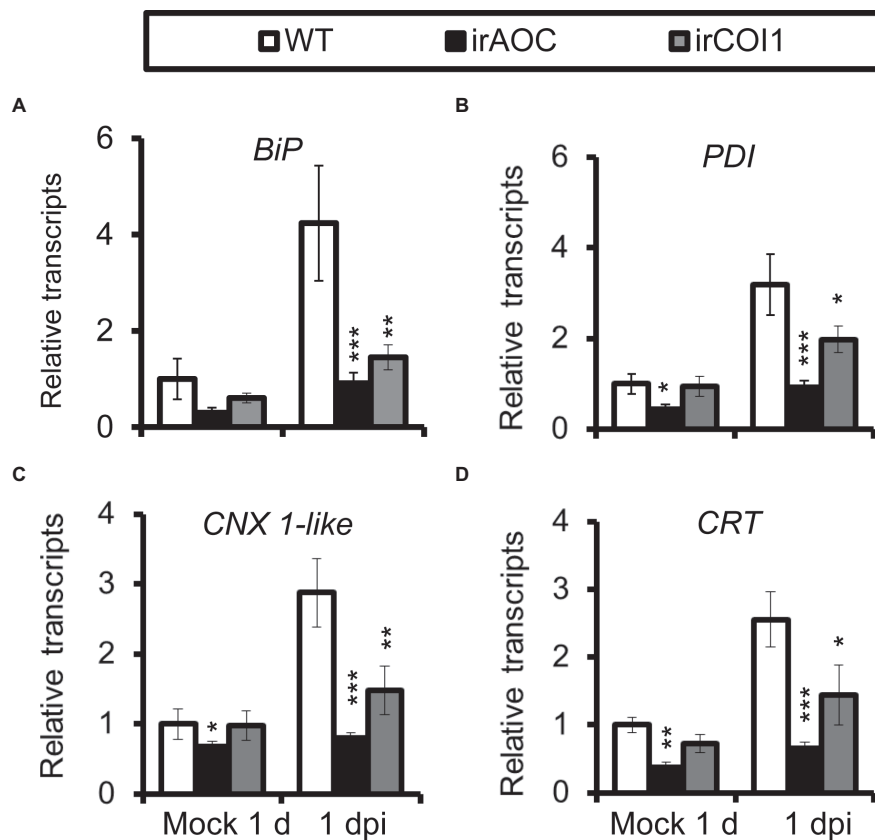 WT irAOC irCOI1
A
BiP
Relative transcripts
6
4
2
0
***
**
B
PDI
Relative transcripts
6
4
2
0
*
***
*
C
CNX 1-like
Relative transcripts
4
3
2
1
0
*
***
**
Mock 1 d 1 dpi
D
CRT
Relative transcripts
4
3
2
1
0
**
***
*
Mock 1 d 1 dpi